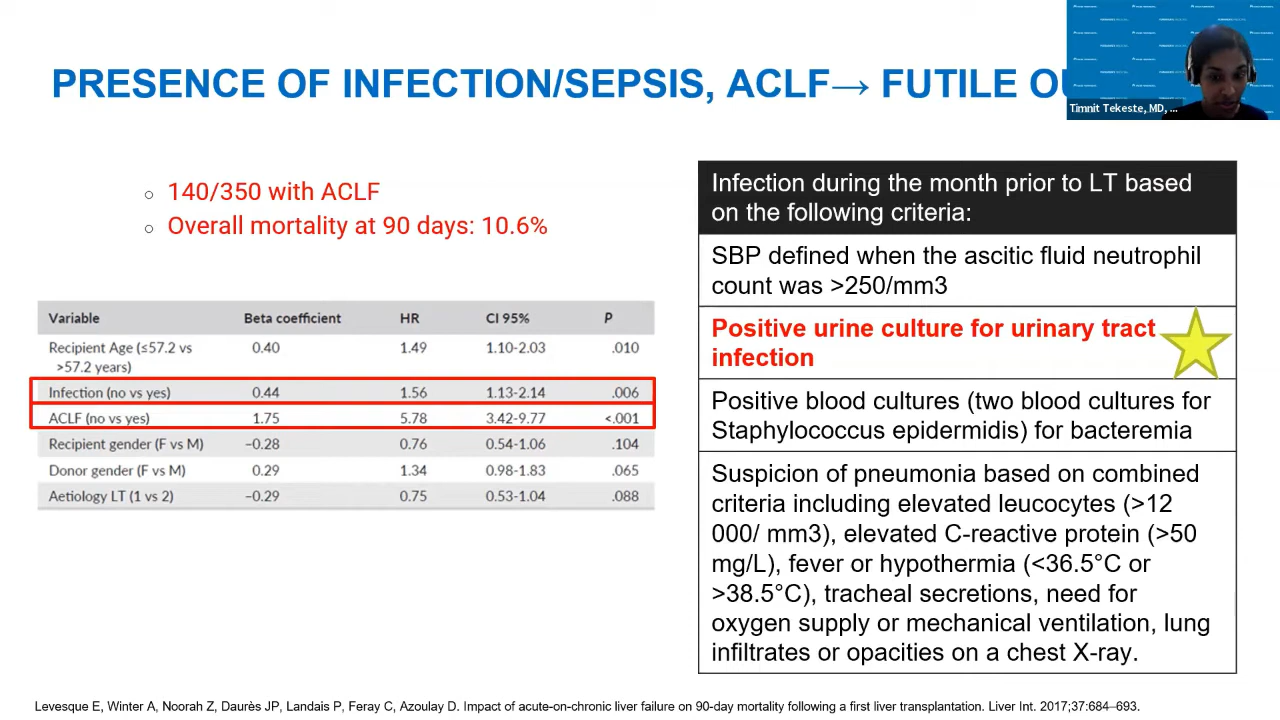 PRESENCE OF INFECTION/SEPSIS, ACLF→ FUTILE
Timnit Tekeste, MD, ...
○ 140/350 with ACLF
○ Overall mortality at 90 days: 10.6%
Variable Beta coefficient HR CI 95% P
Recipient Age (≤57.2 vs 0.40 1.49 1.10-2.03 .010
>57.2 years)
Infection (no vs yes) 0.44 1.56 1.13-2.14 .006
ACLF (no vs yes) 1.75 5.78 3.42-9.77 <.001
Recipient gender (F vs M) −0.28 0.76 0.54-1.06 .104
Donor gender (F vs M) 0.29 1.34 0.98-1.83 .065
Aetiology LT (1 vs 2) −0.29 0.75 0.53-1.04 .088
Infection during the month prior to LT based
on the following criteria:
SBP defined when the ascitic fluid neutrophil
count was >250/mm3
Positive urine culture for urinary tract
infection
Positive blood cultures (two blood cultures for
Staphylococcus epidermidis) for bacteremia
Suspicion of pneumonia based on combined
criteria including elevated leucocytes (>12
000/ mm3), elevated C-reactive protein (>50
mg/L), fever or hypothermia (<36.5°C or
>38.5°C), tracheal secretions, need for
oxygen supply or mechanical ventilation, lung
infiltrates or opacities on a chest X-ray.
Levesque E, Winter A, Noorah Z, Daurès JP, Landais P, Feray C, Azoulay D. Impact of acute-on-chronic liver failure on 90-day mortality following a first liver transplantation. Liver Int. 2017;37:684–693.